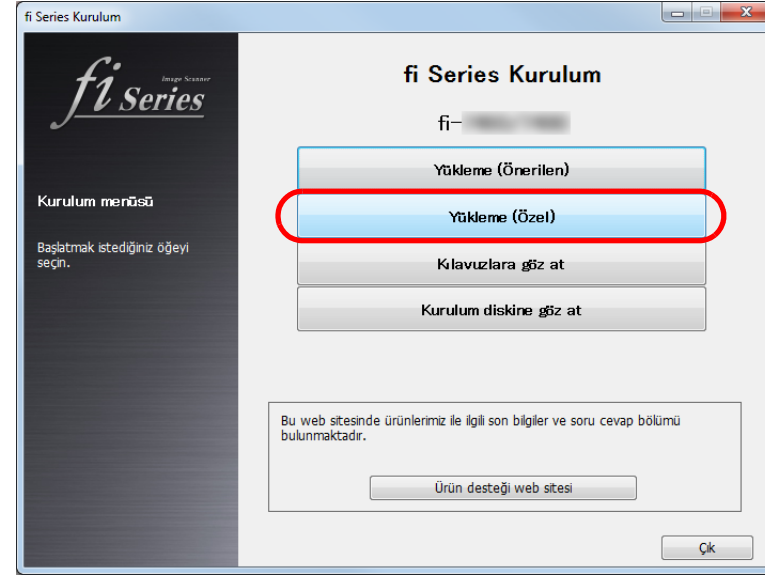 fi Series Kurulum
fi Image Scanner
Series
Kurulum menüsü
Başlatmak istediğiniz öğeyi
seçin.
fi Series Kurulum
fi-
Yükleme (Önerilen)
Yükleme (Özel)
Kılavuzlara göz at
Kurulum diskine göz at
Bu web sitesinde ürünlerimiz ile ilgili son bilgiler ve soru cevap bölümü
bulunmaktadır.
Ürün desteği web sitesi
Çık